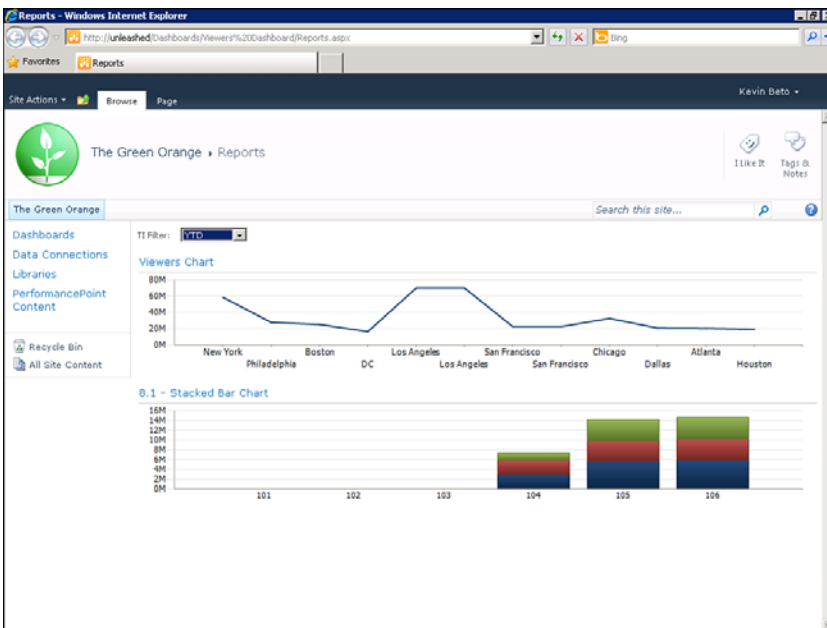 Reports - Windows Internet Explorer
http://unleashed/Dashboards/Viewers%20Dashboard/Reports.aspx
Bing
Favorites Reports
Site Actions Browse Page Kevin Beto
The Green Orange Reports
I Like It Tags & Notes
The Green Orange Search this site...
Dashboards
Data Connections
Libraries
PerformancePoint Content
Recycle Bin
All Site Content
TI Filter: YTD
Viewers Chart
80M
60M
40M
20M
0M
New York Boston Los Angeles San Francisco Chicago Atlanta
Philadelphia DC Los Angeles San Francisco Dallas Houston
8.1 - Stacked Bar Chart
16M
14M
12M
10M
8M
6M
4M
2M
0M
101 102 103 104 105 106